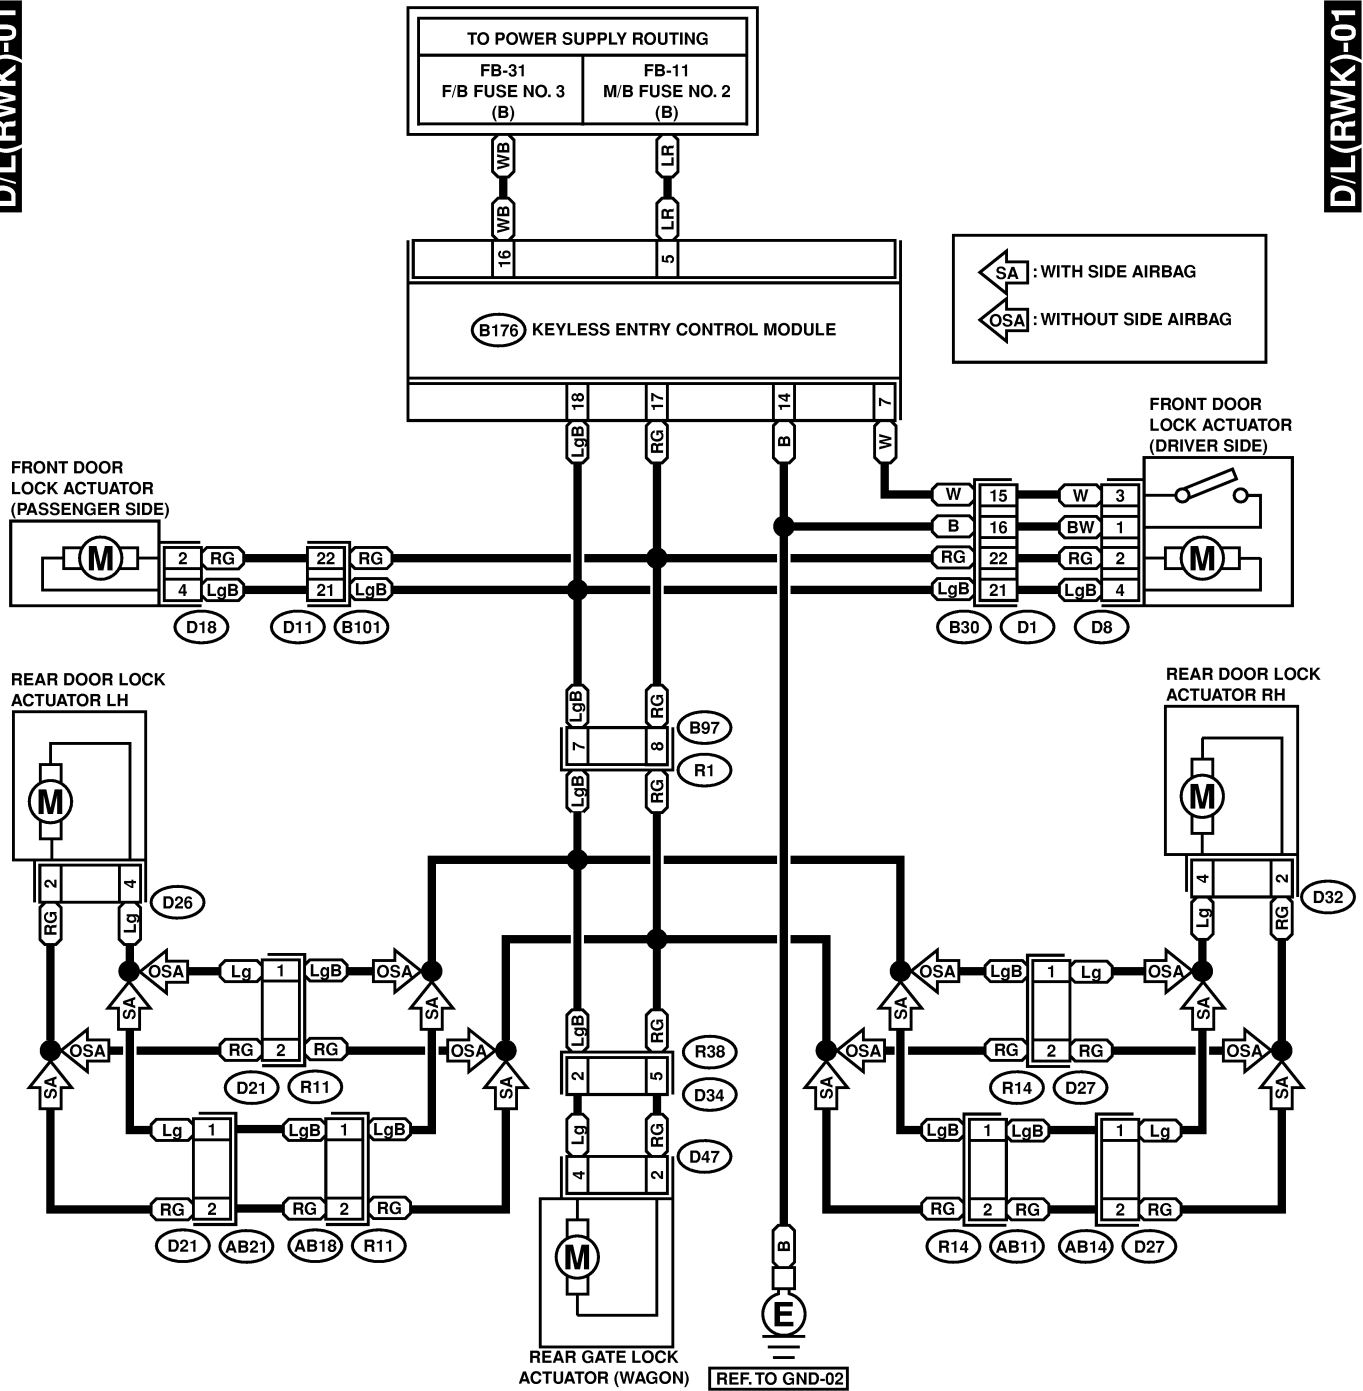 D/L(RWK)-01
D/L(RWK)-01
TO POWER SUPPLY ROUTING
FB-31
F/B FUSE NO. 3
(B)
FB-11
M/B FUSE NO. 2
(B)
WB
LR
WB
LR
16
5
B176 KEYLESS ENTRY CONTROL MODULE
SA : WITH SIDE AIRBAG
OSA : WITHOUT SIDE AIRBAG
18
17
14
7
LgB
RG
B
W
FRONT DOOR
LOCK ACTUATOR
(DRIVER SIDE)
W 15 W 3
B 16 BW 1
RG 22 RG 2
LgB 21 LgB 4
M
B30 D1 D8
FRONT DOOR
LOCK ACTUATOR
(PASSENGER SIDE)
M
2 RG 22 RG
4 LgB 21 LgB
D18 D11 B101
LgB
RG
7
8
B97
R1
LgB
RG
REAR DOOR LOCK
ACTUATOR LH
M
2
4
D26
RG
Lg
REAR DOOR LOCK
ACTUATOR RH
M
4
2
D32
Lg
RG
OSA Lg 1 LgB OSA
SA
SA
OSA RG 2 RG OSA
SA
SA
D21 R11
Lg 1 LgB 1 LgB
RG 2 RG 2 RG
D21 AB21 AB18 R11
LgB
RG
2
5
R38
D34
Lg
RG
4
2
D47
M
REAR GATE LOCK
ACTUATOR (WAGON)
OSA LgB 1 Lg OSA
SA
SA
OSA RG 2 RG OSA
SA
SA
R14 D27
LgB 1 LgB 1 Lg
RG 2 RG 2 RG
R14 AB11 AB14 D27
B
E
REF. TO GND-02